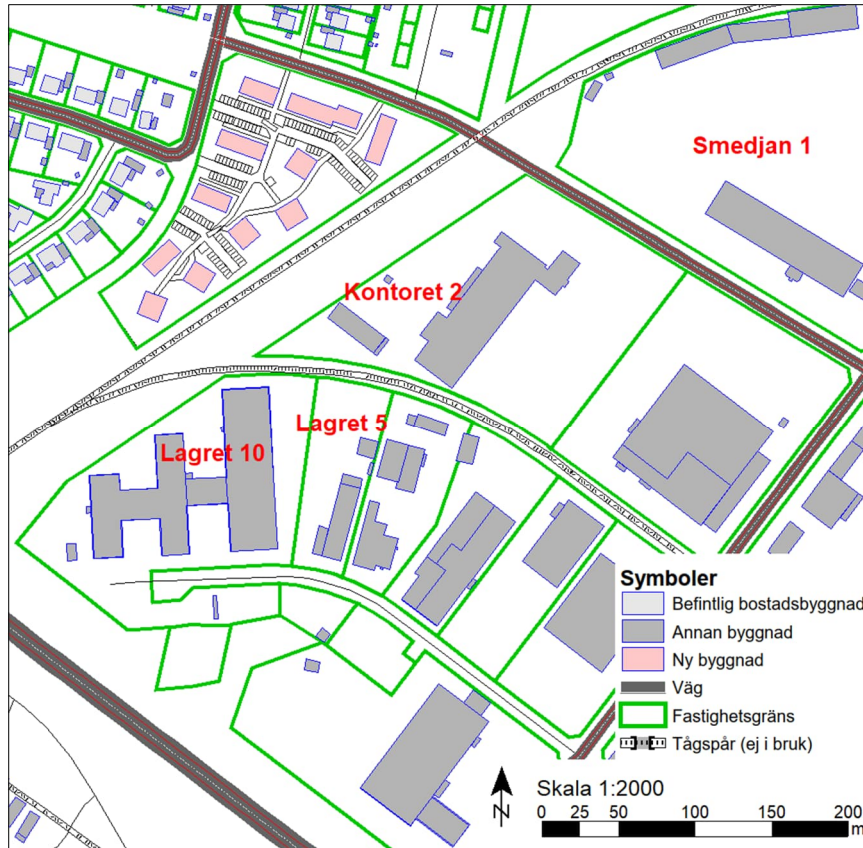 Smedjan 1
Kontoret 2
Lagret 5
Lagret 10
Symboler
Befintlig bostadsbyggnad
Annan byggnad
Ny byggnad
Väg
Fastighetsgräns
Tågspår (ej i bruk)
N
Skala 1:2000
0 25 50 100 150 200
m